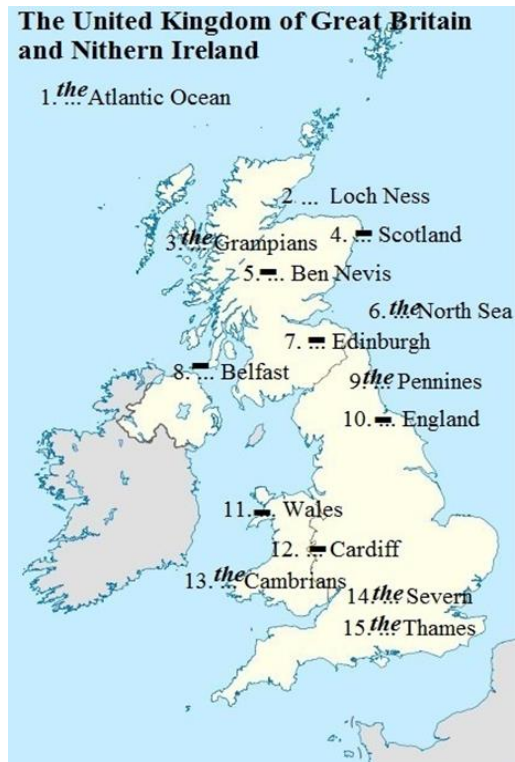 The United Kingdom of Great Britain
and Nithern Ireland
1. the ... Atlantic Ocean
2. ... Loch Ness
3. the ... Grampians
4. – ... Scotland
5. – ... Ben Nevis
6. the ... North Sea
7. – ... Edinburgh
8. – ... Belfast
9. the ... Pennines
10. – ... England
11. – ... Wales
12. – ... Cardiff
13. the ... Cambrians
14. the ... Severn
15. the ... Thames